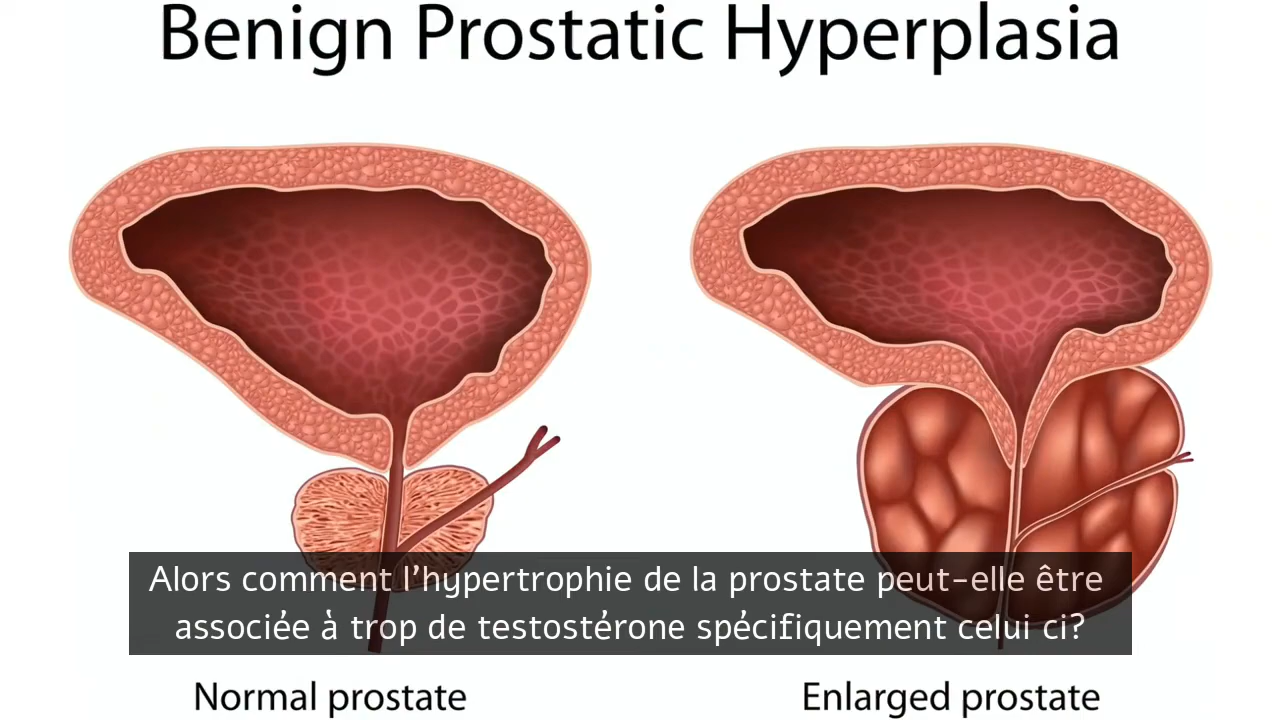 Benign Prostatic Hyperplasia
Alors comment l'hypertrophie de la prostate peut-elle être
associée à trop de testostérone spécifiquement celui ci?
Normal prostate
Enlarged prostate